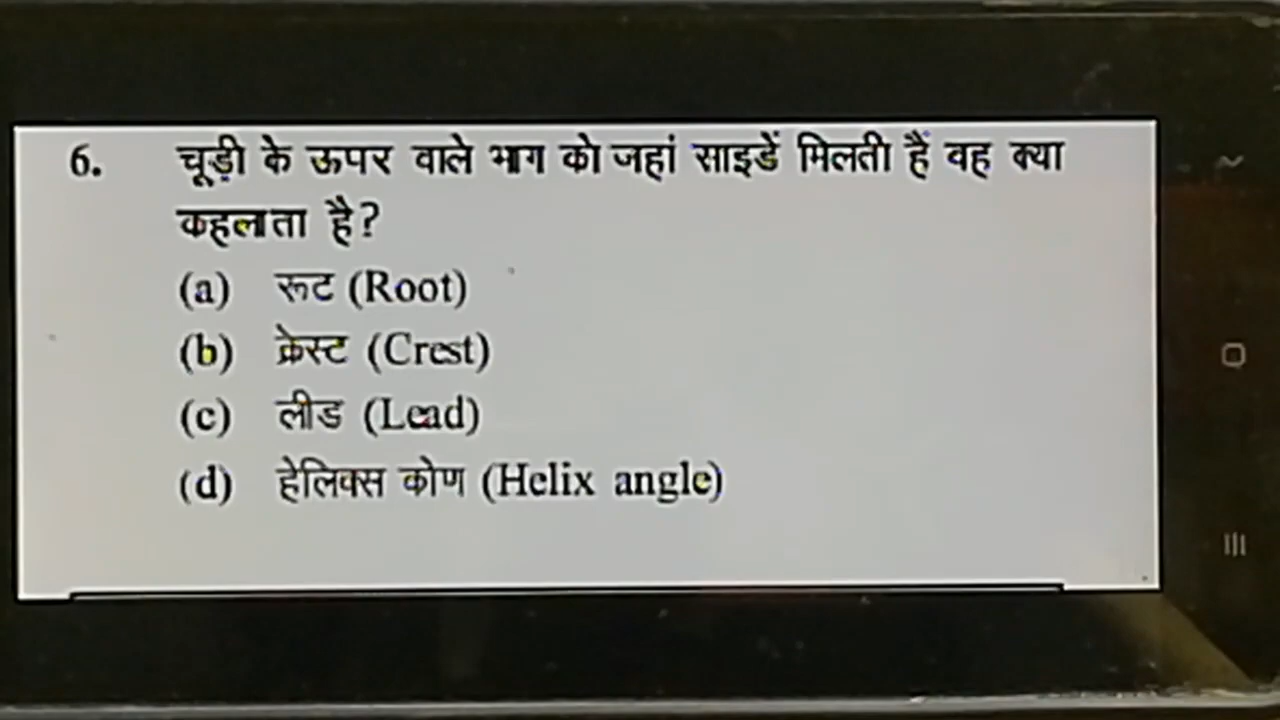 6. चूड़ी के ऊपर वाले भाग को जहां साइडें मिलती हैं वह क्या
कहलाता है?
(a) रूट (Root)
(b) क्रेस्ट (Crest)
(c) लीड (Lead)
(d) हेलिक्स कोण (Helix angle)